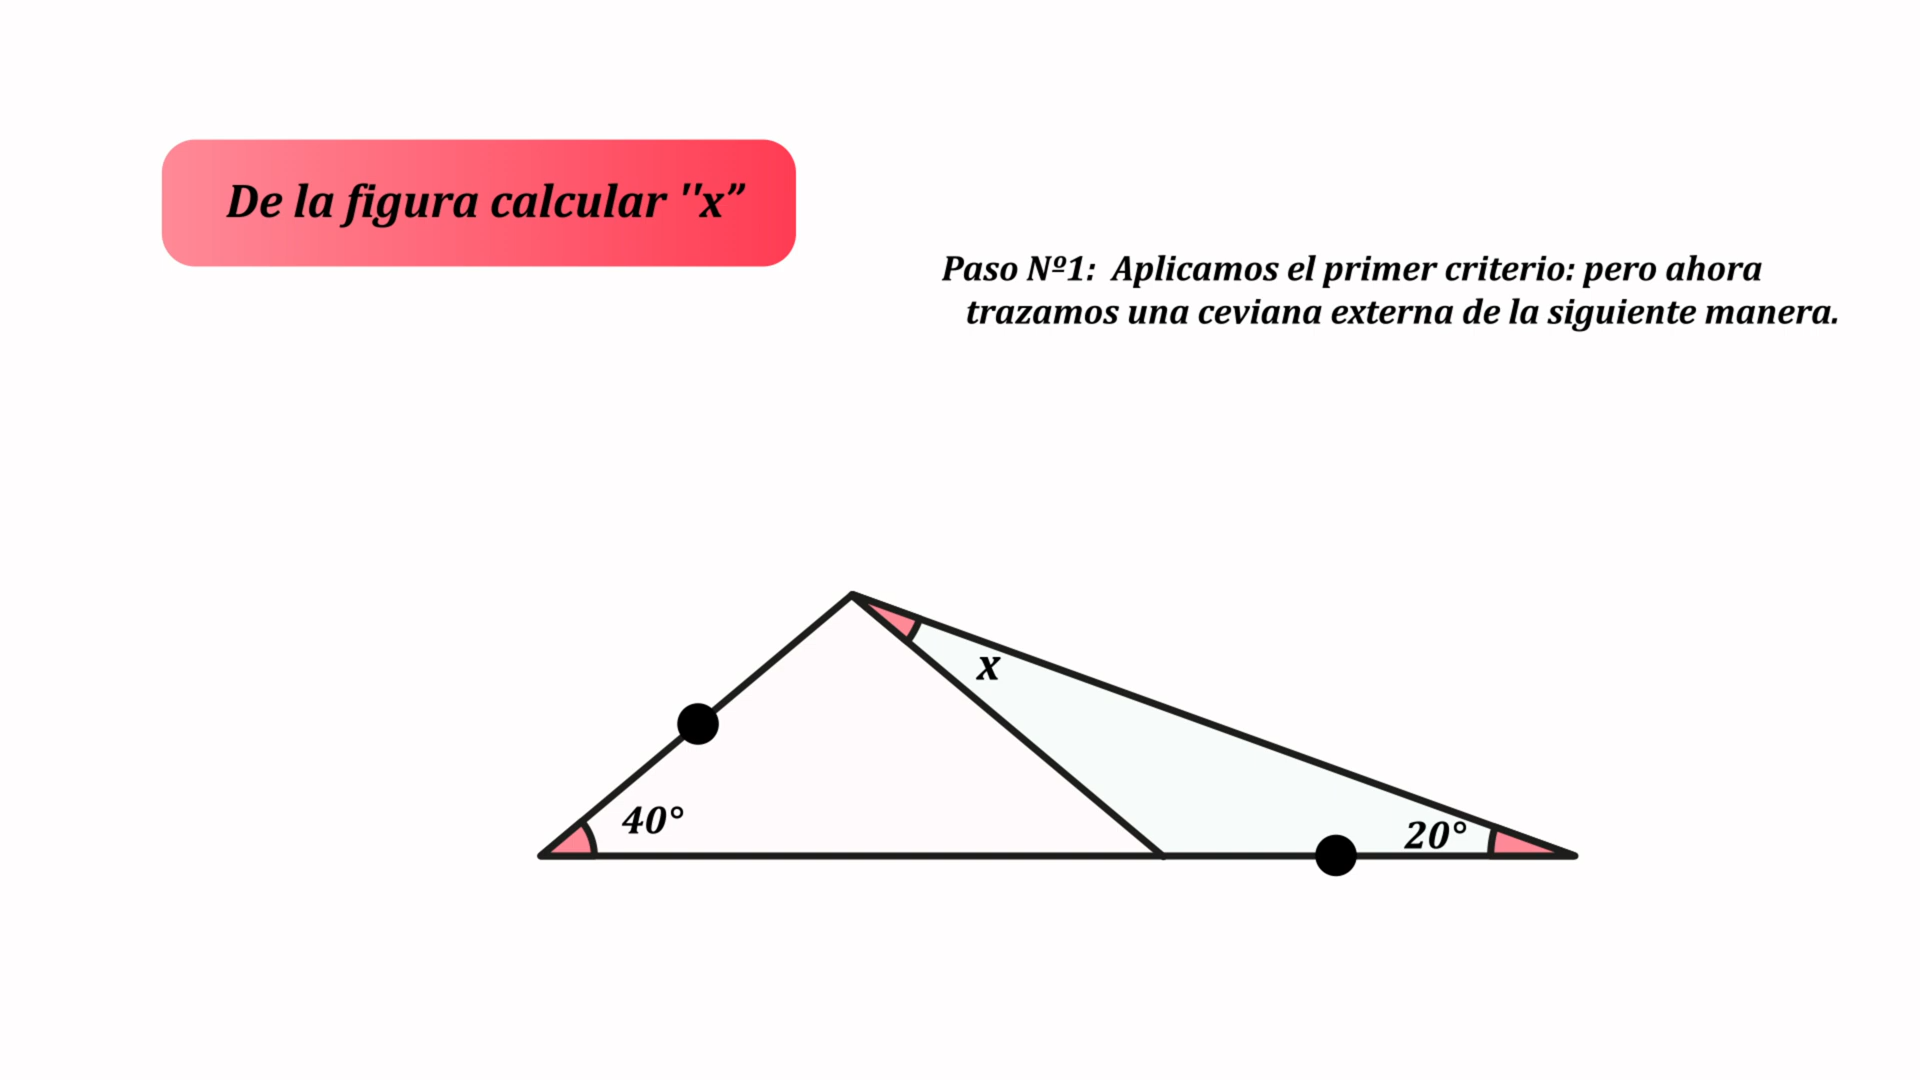 De la figura calcular "x”
Paso Nº1: Aplicamos el primer criterio: pero ahora
trazamos una ceviana externa de la siguiente manera.
x
40°
20°